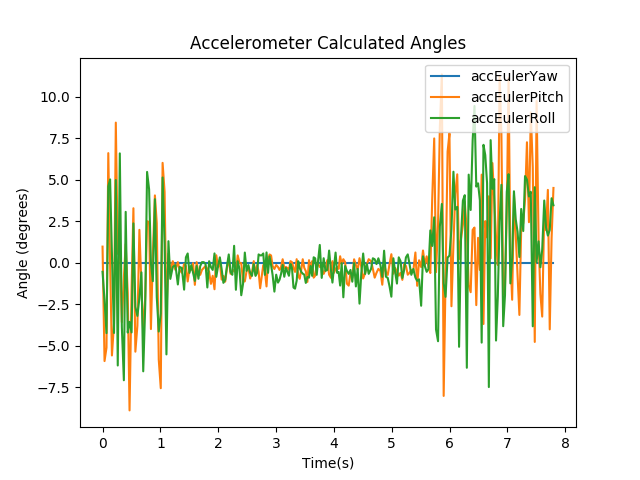 Accelerometer Calculated Angles
accEulerYaw
accEulerPitch
accEulerRoll
Angle (degrees)
10.0
7.5
5.0
2.5
0.0
−2.5
−5.0
−7.5
0 1 2 3 4 5 6 7 8
Time(s)